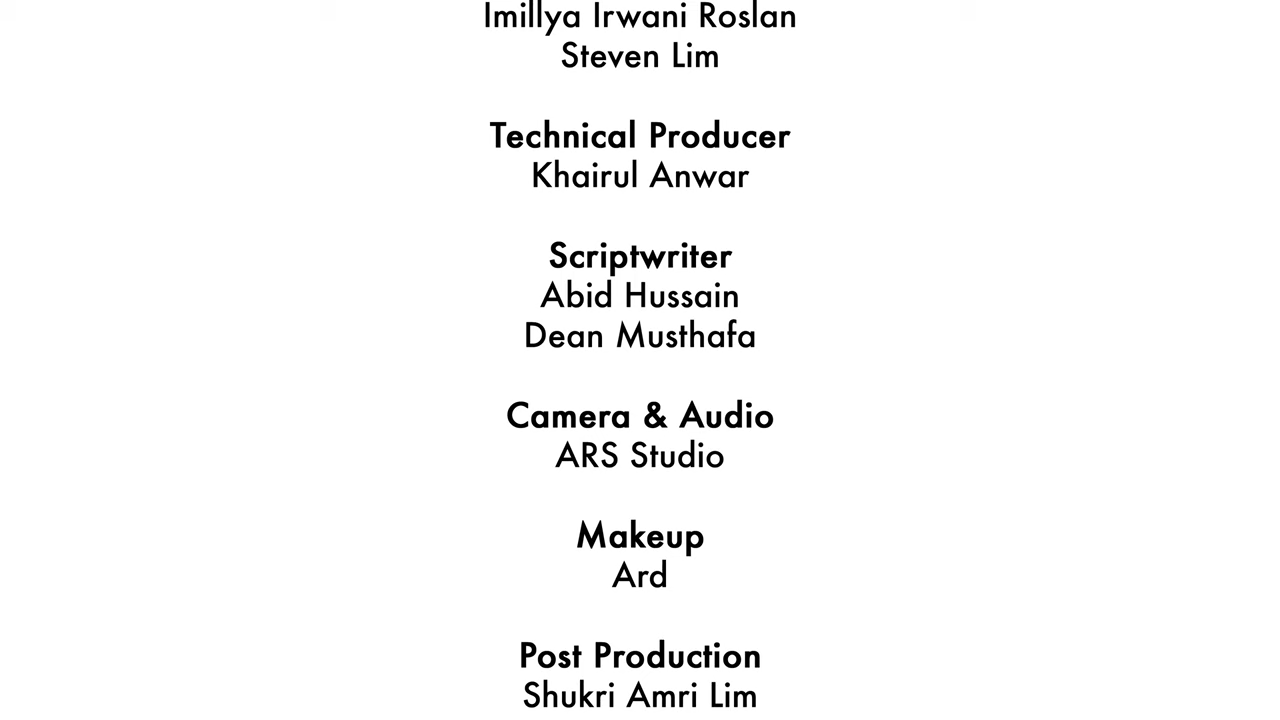 Imillya Irwani Roslan
Steven Lim
Technical Producer
Khairul Anwar
Scriptwriter
Abid Hussain
Dean Musthafa
Camera & Audio
ARS Studio
Makeup
Ard
Post Production
Shukri Amri Lim